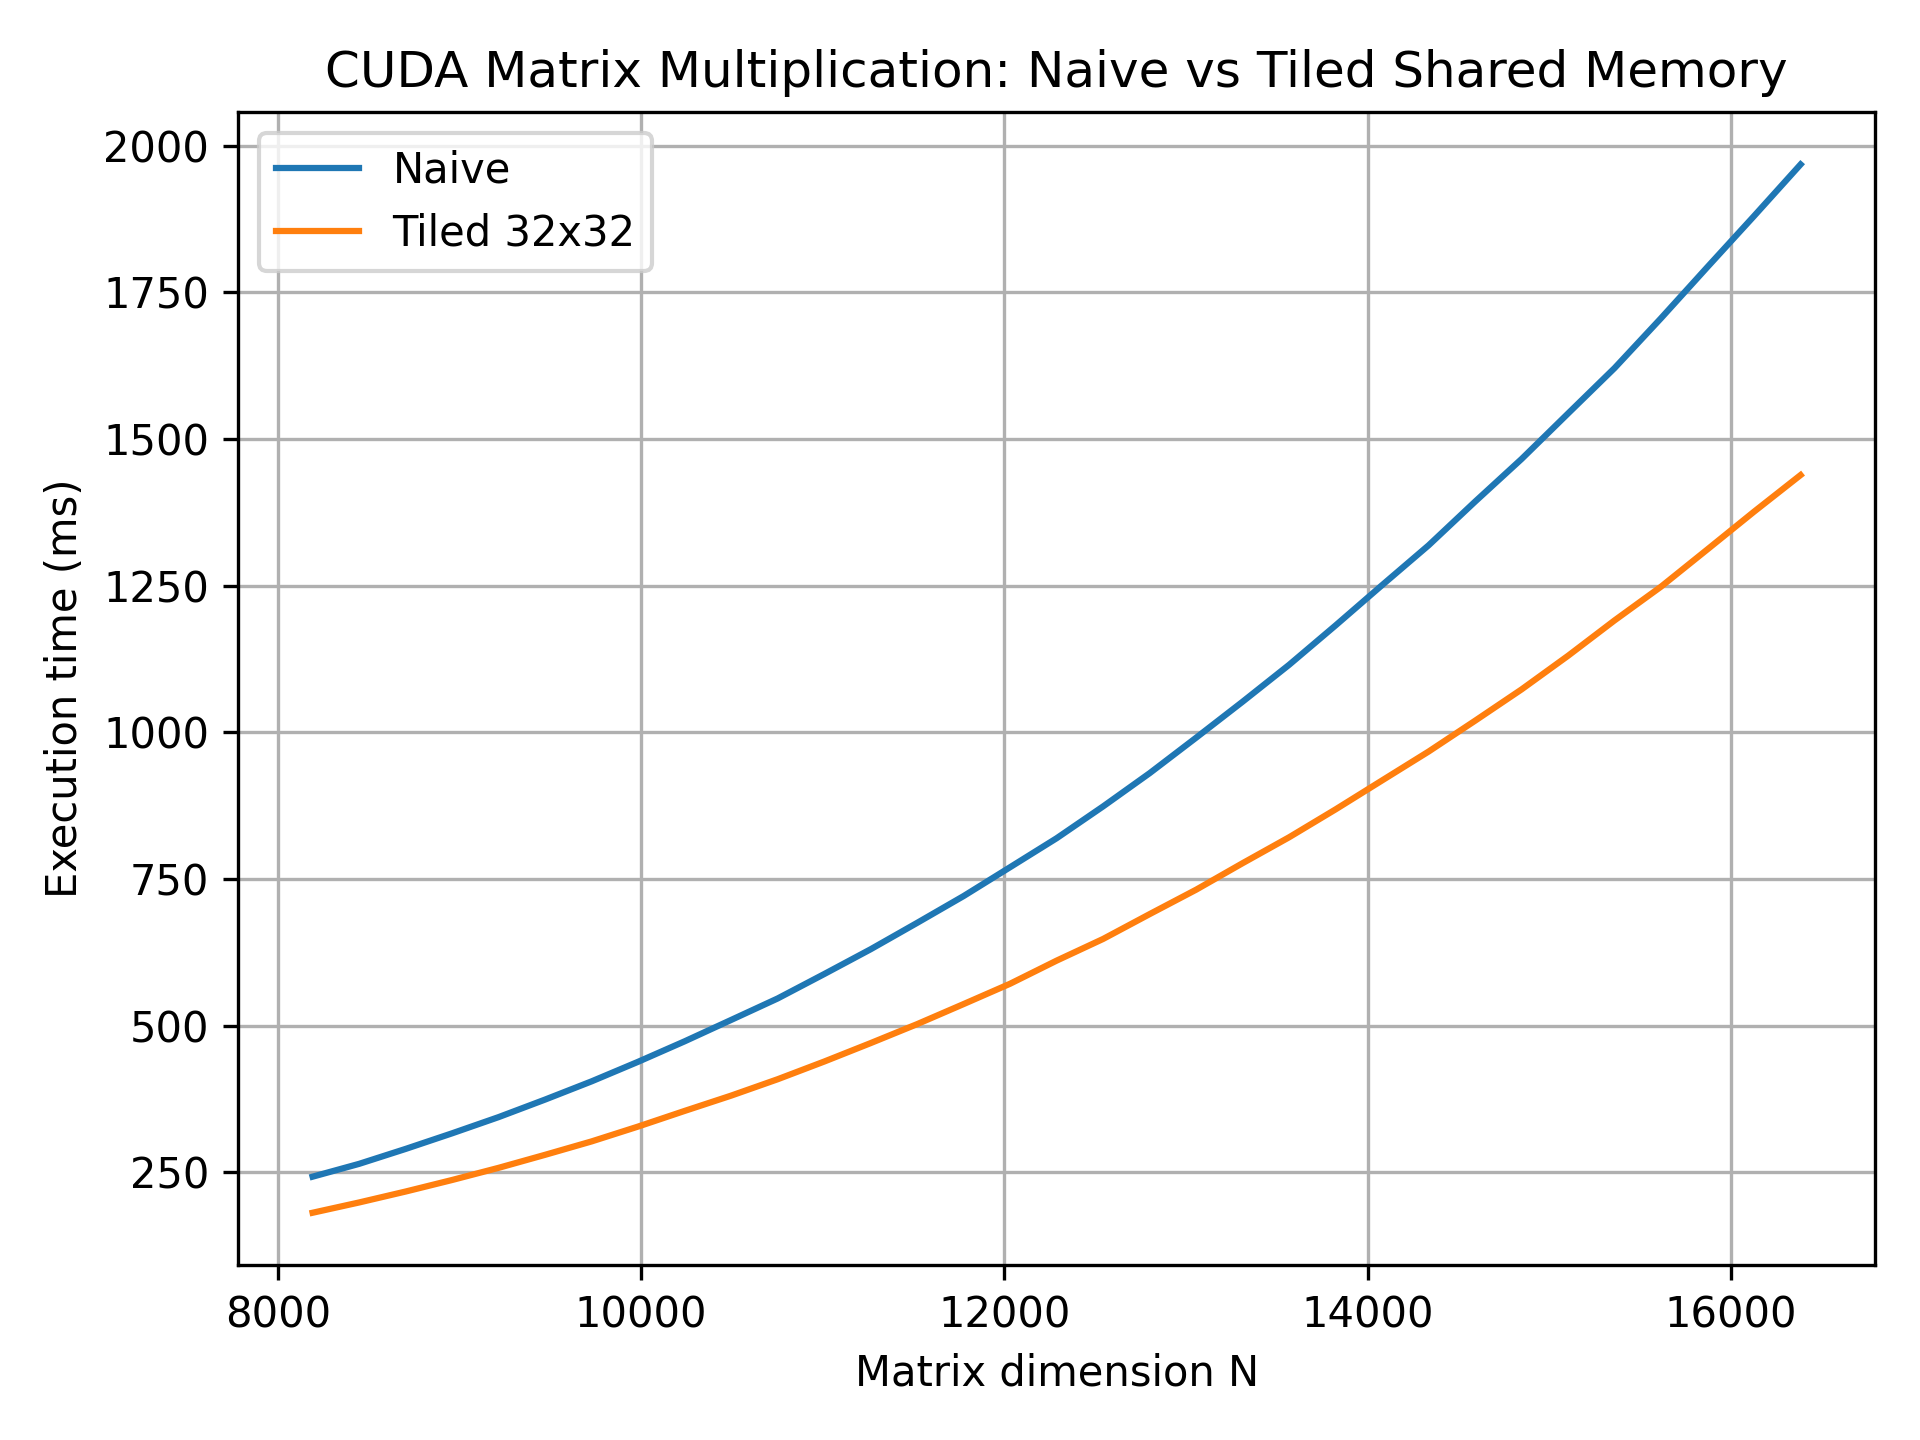 CUDA Matrix Multiplication: Naive vs Tiled Shared Memory
Naive
Tiled 32x32
Execution time (ms)
2000
1750
1500
1250
1000
750
500
250
8000
10000
12000
14000
16000
Matrix dimension N